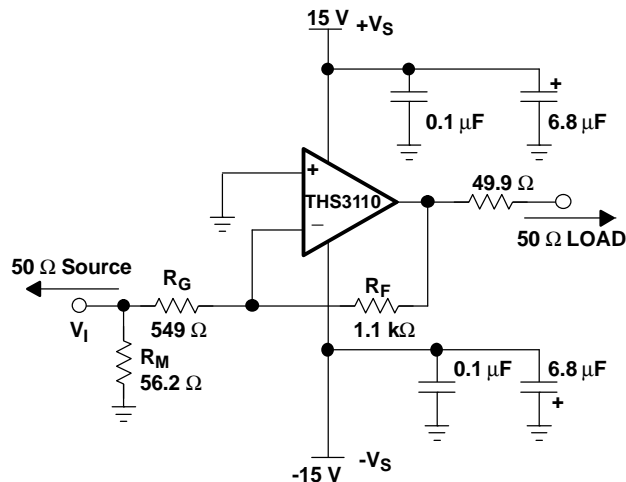 15 V +VS
+
0.1 μF
6.8 μF
+
THS3110
−
49.9 Ω
50 Ω LOAD
50 Ω Source
VI
RG
549 Ω
RF
1.1 kΩ
RM
56.2 Ω
0.1 μF
6.8 μF
+
-15 V -VS